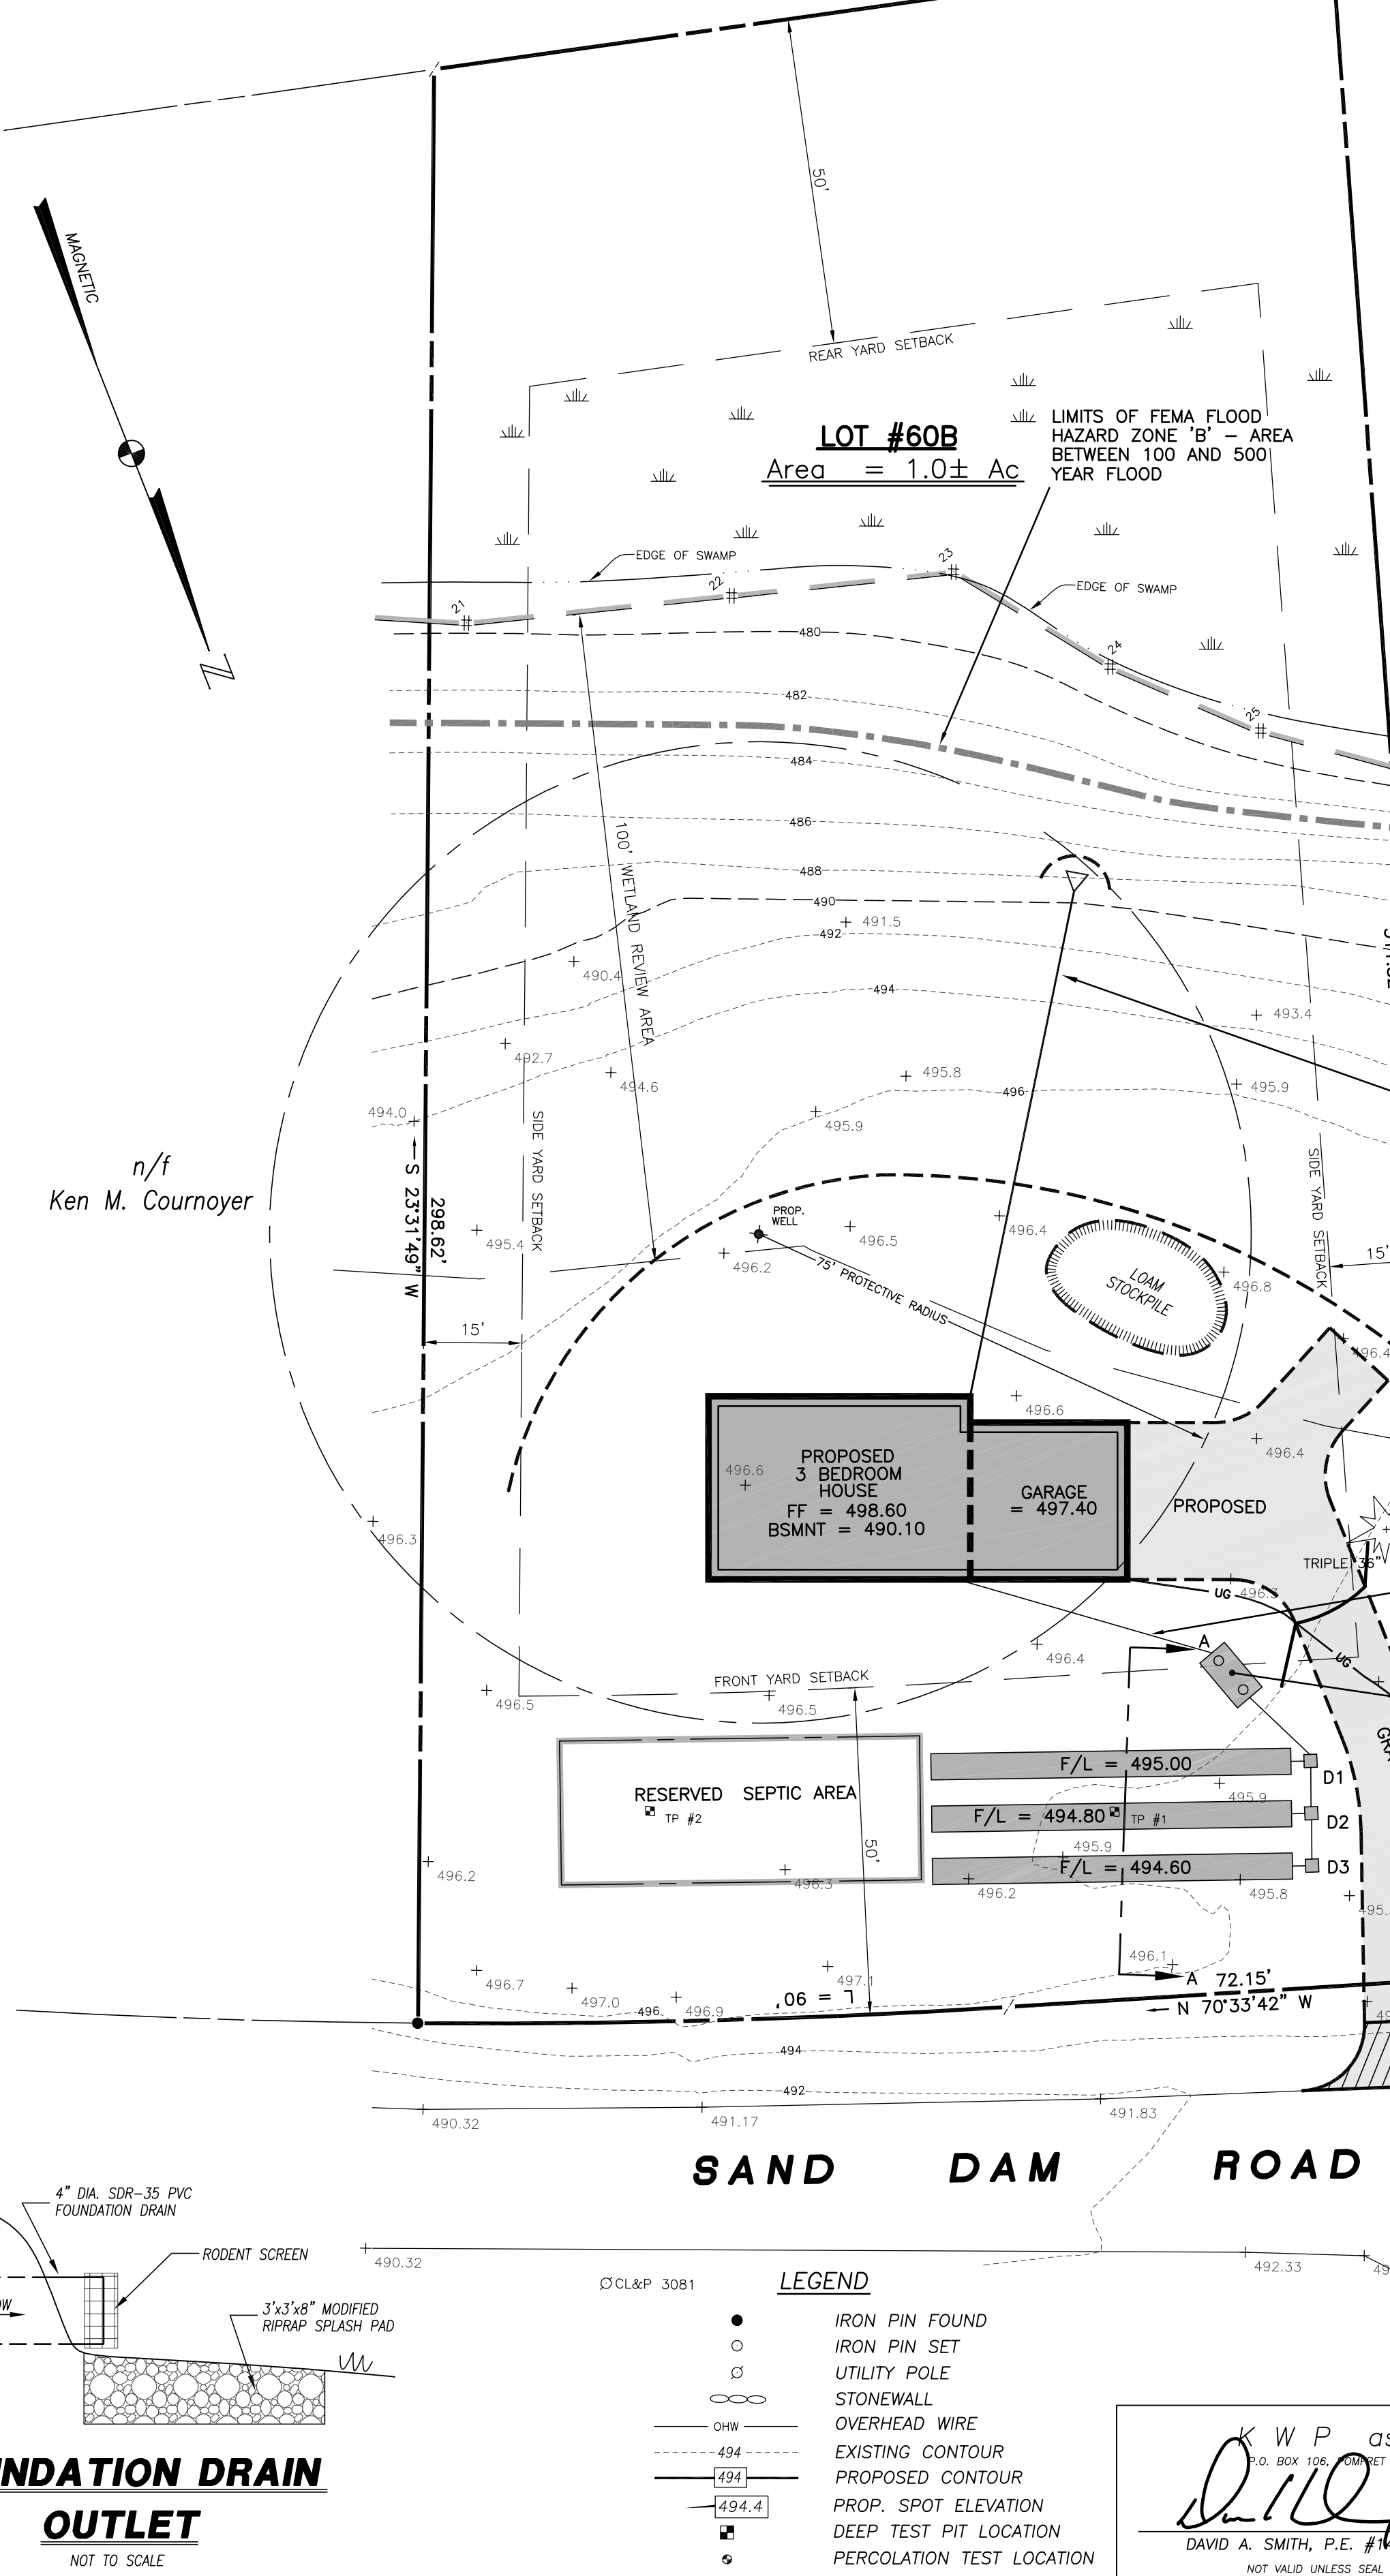 50'
MAGNETIC
REAR YARD SETBACK
LOT #60B
Area = 1.0± Ac
LIMITS OF FEMA FLOOD
HAZARD ZONE 'B' – AREA
BETWEEN 100 AND 500
YEAR FLOOD
EDGE OF SWAMP
23
22
EDGE OF SWAMP
21
480
24
N
482
25
484
486
100' WETLAND REVIEW AREA
488
490
491.5
492
490.4
494
493.4
492.7
494.6
495.8
495.9
496
494.0
495.9
SIDE YARD SETBACK
SIDE YARD SETBACK
n/f
Ken M. Cournoyer
S 23°31'49" W
298.62'
PROP.
WELL
496.4
496.5
495.4
496.2
15'
75' PROTECTIVE RADIUS
LOAM
STOCKPILE
496.8
15'
496.4
496.6
496.4
PROPOSED
3 BEDROOM
HOUSE
FF = 498.60
BSMNT = 490.10
496.6
GARAGE
= 497.40
PROPOSED
496.3
TRIPLE 36"
UG
496.3
A
496.4
UG
FRONT YARD SETBACK
496.5
496.5
F/L = 495.00
D1
RESERVED SEPTIC AREA
495.9
TP #2
F/L = 494.80
TP #1
D2
50'
495.9
F/L = 494.60
D3
496.2
496.3
496.2
495.8
496.1
496.7
497.1
A 72.15'
497.0
496.9
L = 90'
N 70°33'42" W
496
494
492
490.32
491.17
491.83
SAND DAM ROAD
4" DIA. SDR–35 PVC
FOUNDATION DRAIN
RODENT SCREEN
490.32
492.33
CL&P 3081
LEGEND
3'x3'x8" MODIFIED
RIPRAP SPLASH PAD
IRON PIN FOUND
IRON PIN SET
UTILITY POLE
STONEWALL
OHW OVERHEAD WIRE
494 EXISTING CONTOUR
494 PROPOSED CONTOUR
494.4 PROP. SPOT ELEVATION
DEEP TEST PIT LOCATION
PERCOLATION TEST LOCATION
NDATION DRAIN
OUTLET
NOT TO SCALE
K W P as
P.O. BOX 106, POMFRET
DAVID A. SMITH, P.E. #14
NOT VALID UNLESS SEAL